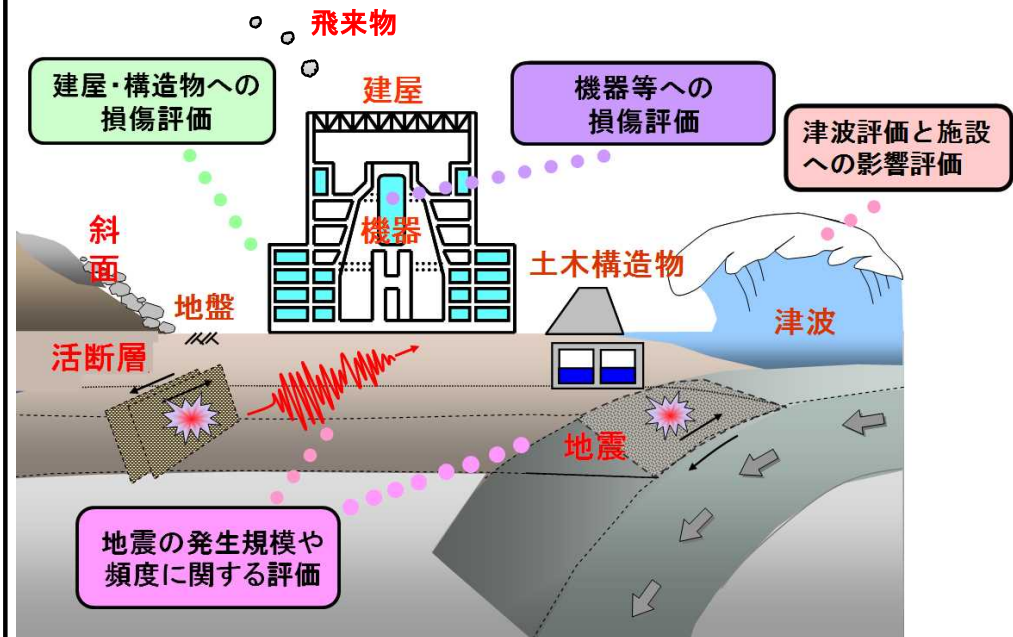 飛来物
建屋・構造物への
損傷評価
建屋
機器等への
損傷評価
津波評価と施設
への影響評価
斜
面
機器
土木構造物
地盤
津波
活断層
地震
地震の発生規模や
頻度に関する評価